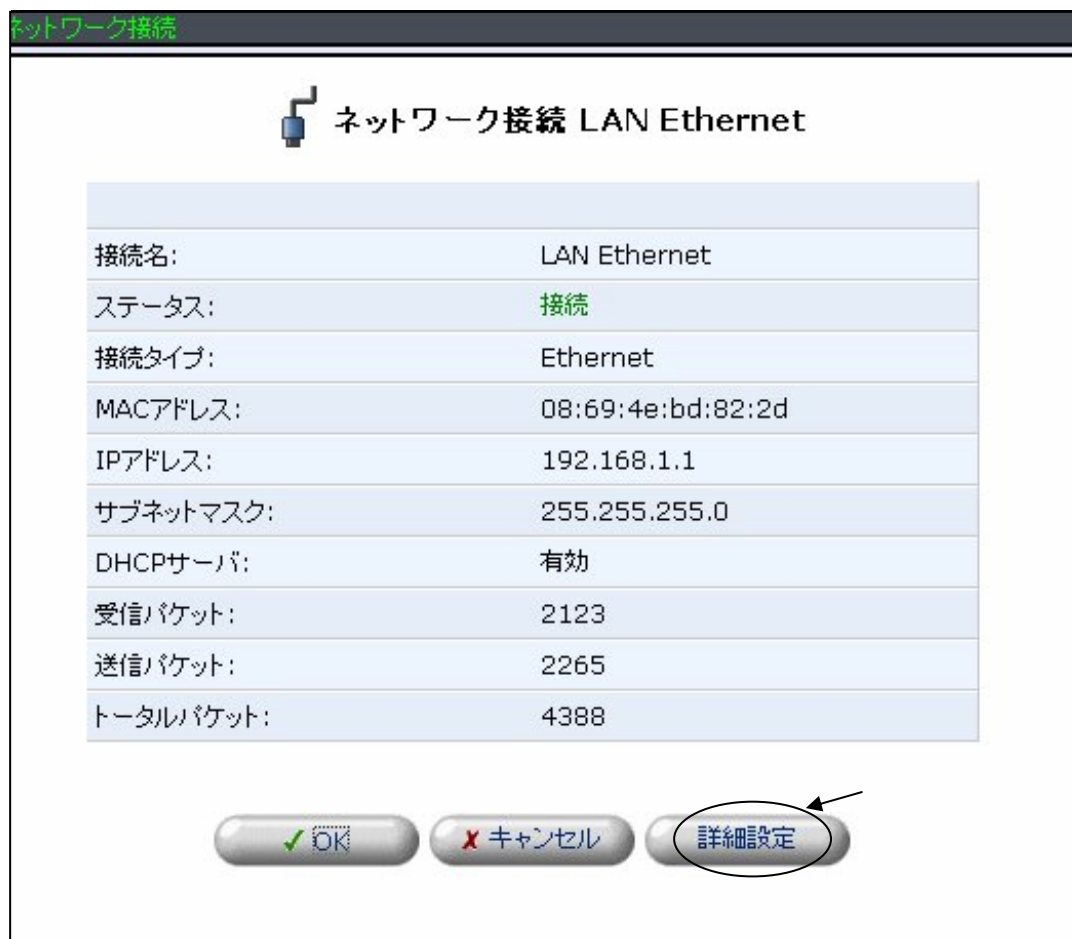 ネットワーク接続
ネットワーク接続 LAN Ethernet
接続名: LAN Ethernet
ステータス: 接続
接続タイプ: Ethernet
MACアドレス: 08:69:4e:bd:82:2d
IPアドレス: 192.168.1.1
サブネットマスク: 255.255.255.0
DHCPサーバ: 有効
受信パケット: 2123
送信パケット: 2265
トータルパケット: 4388
OK キャンセル 詳細設定